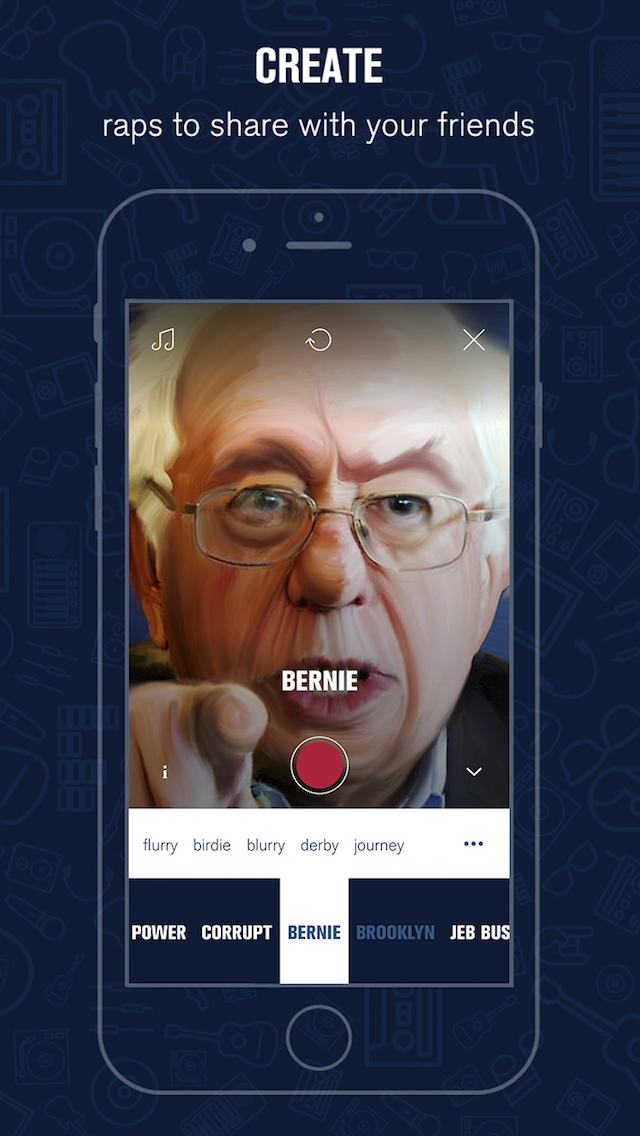 CREATE
raps to share with your friends
BERNIE
i
flurry birdie blurry derby journey •••
POWER CORRUPT BERNIE BROOKLYN JEB BUS